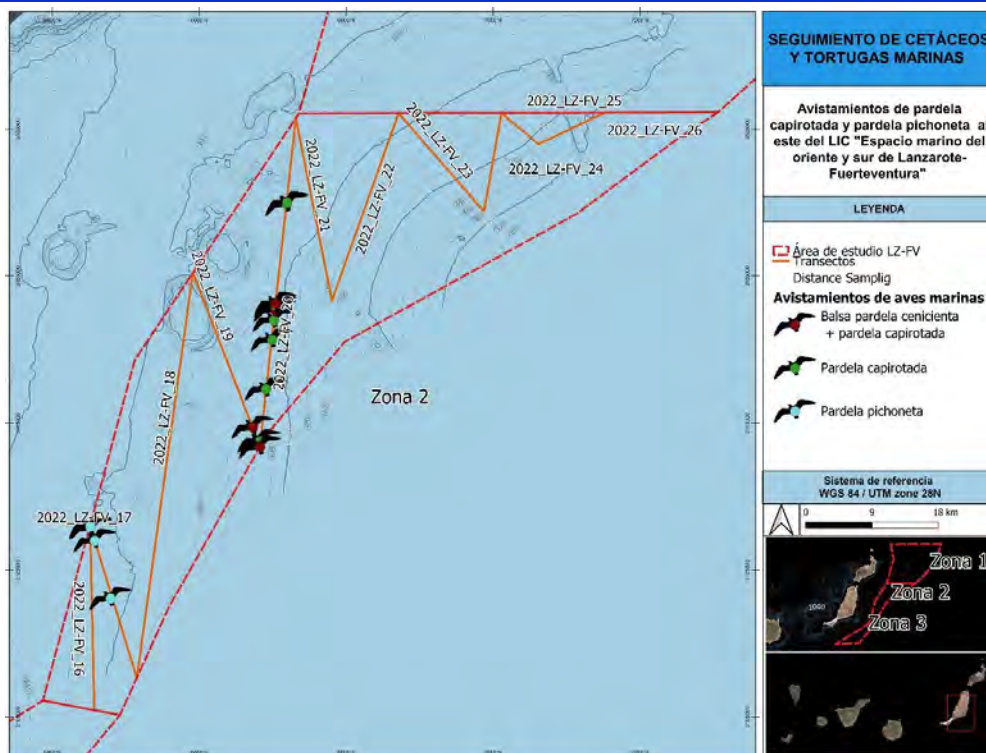 SEGUIMIENTO DE CETÁCEOS
Y TORTUGAS MARINAS
Avistamientos de pardela
capirotada y pardela pichoneta a
este del LIC "Espacio marino del
oriente y sur de Lanzarote-
Fuerteventura"
LEYENDA
Área de estudio LZ-FV
Transectos
Distance Samplig
Avistamientos de aves marinas
Balsa pardela cenicienta
+ pardela capirotada
Pardela capirotada
Pardela pichoneta
Sistema de referencia
WGS 84 / UTM zone 28N
0 9 18 km
Zona 1
Zona 2
Zona 3
2022_LZ-FV_25
2022_LZ-FV_26
2022_LZ-FV_23
2022_LZ-FV_24
2022_LZ-FV_22
2022_LZ-FV_21
2022_LZ-FV_20
2022_LZ-FV_19
2022_LZ-FV_18
Zona 2
2022_LZ-FV_17
2022_LZ-FV_16